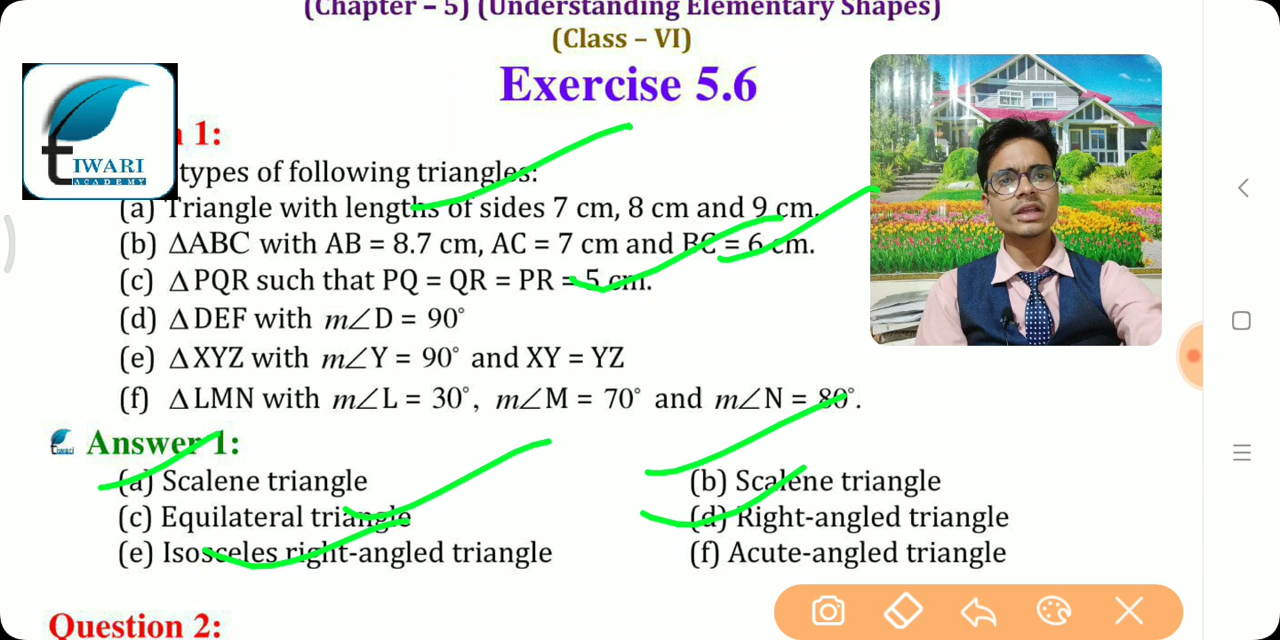 (Chapter – 5) (Understanding Elementary Shapes)
(Class – VI)
Exercise 5.6
TIWARI
ACADEMY
1:
types of following triangles:
(a) Triangle with lengths of sides 7 cm, 8 cm and 9 cm.
(b) ΔABC with AB = 8.7 cm, AC = 7 cm and BC = 6 cm.
(c) ΔPQR such that PQ = QR = PR = 5 cm.
(d) ΔDEF with m∠D = 90°
(e) ΔXYZ with m∠Y = 90° and XY = YZ
(f) ΔLMN with m∠L = 30°, m∠M = 70° and m∠N = 80°.
Answer 1:
(a) Scalene triangle (b) Scalene triangle
(c) Equilateral triangle (d) Right-angled triangle
(e) Isosceles right-angled triangle (f) Acute-angled triangle
Question 2: